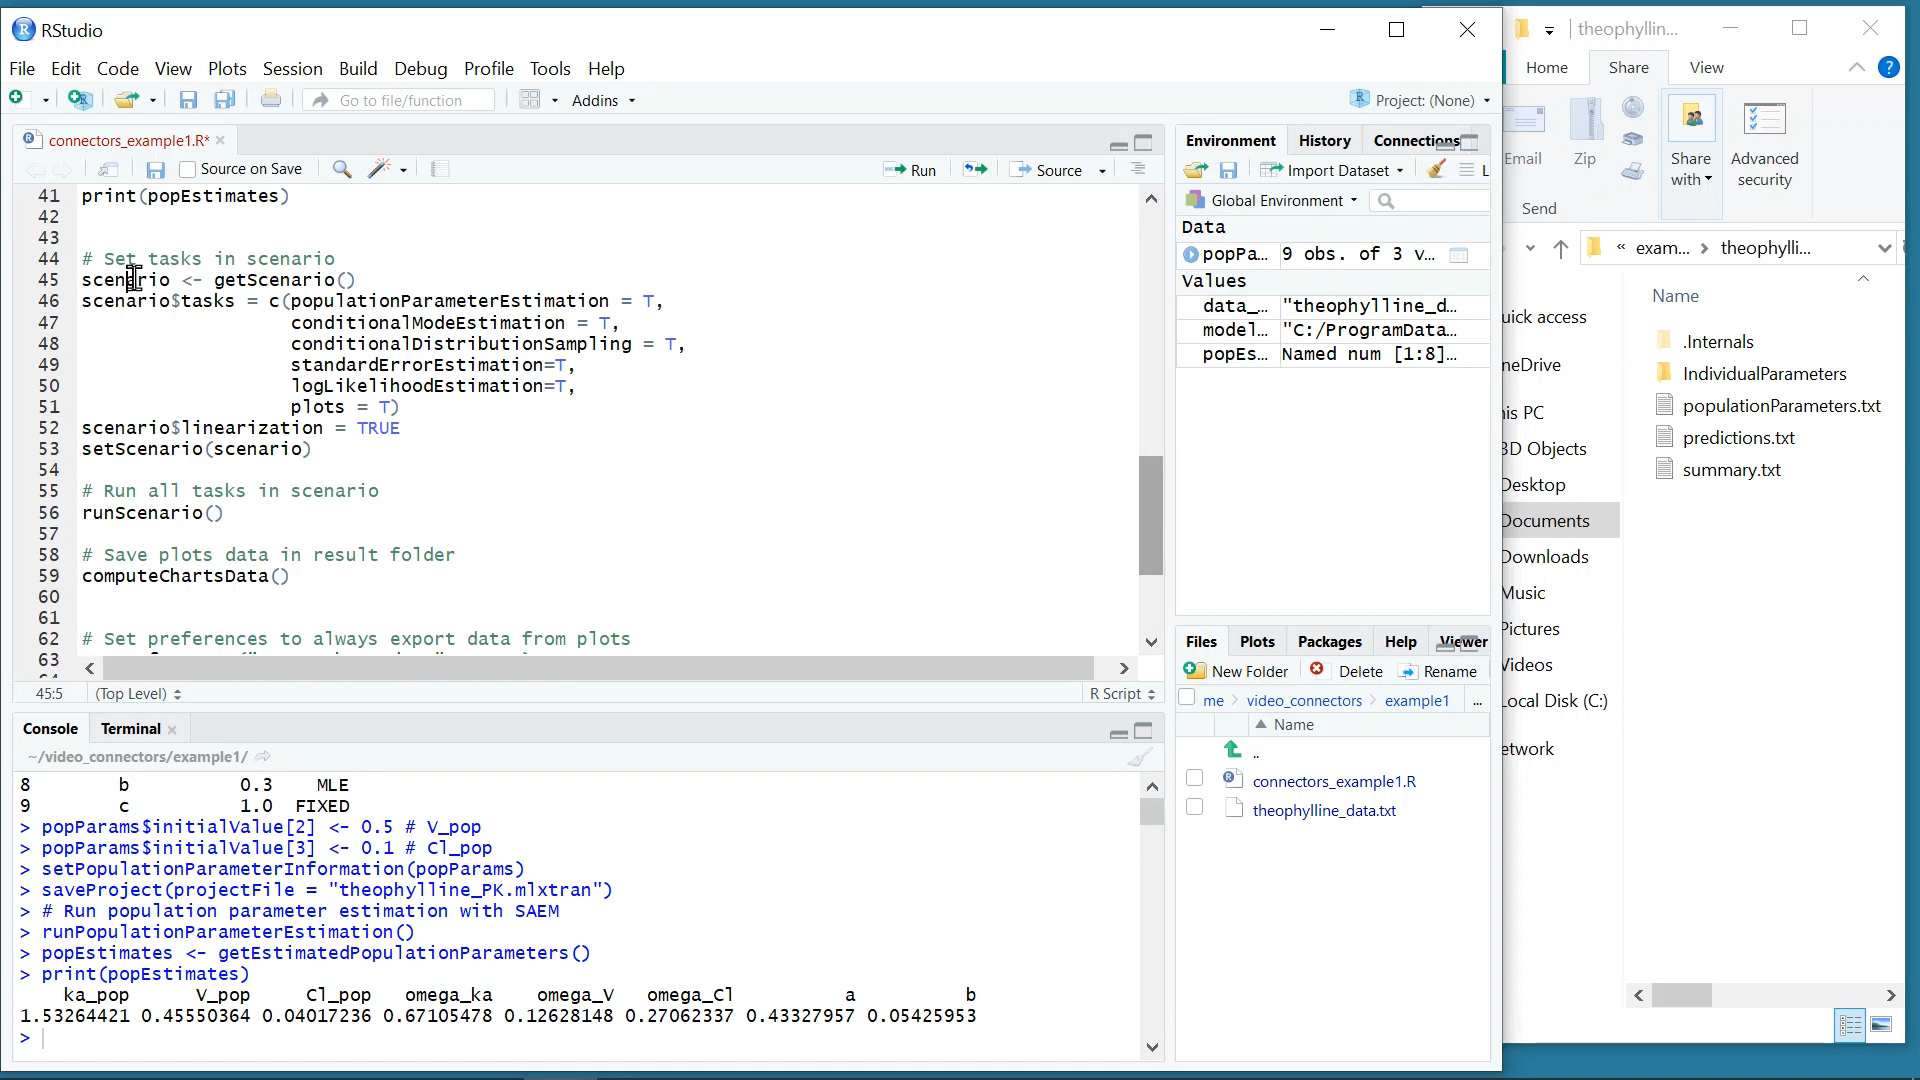 RStudio
File Edit Code View Plots Session Build Debug Profile Tools Help
Go to file/function Addins Project: (None)
connectors_example1.R*
Source on Save Run Source
41 print(popEstimates)
42
43
44 # Set tasks in scenario
45 scenario <- getScenario()
46 scenario$tasks = c(populationParameterEstimation = T,
47 conditionalModeEstimation = T,
48 conditionalDistributionSampling = T,
49 standardErrorEstimation=T,
50 logLikelihoodEstimation=T,
51 plots = T)
52 scenario$linearization = TRUE
53 setScenario(scenario)
54
55 # Run all tasks in scenario
56 runScenario()
57
58 # Save plots data in result folder
59 computeChartsData()
60
61
62 # Set preferences to always export data from plots
63
45:5 (Top Level) R Script
Console Terminal
~/video_connectors/example1/
8 b 0.3 MLE
9 c 1.0 FIXED
> popParams$initialValue[2] <- 0.5 # V_pop
> popParams$initialValue[3] <- 0.1 # Cl_pop
> setPopulationParameterInformation(popParams)
> saveProject(projectFile = "theophylline_PK.mlxtran")
> # Run population parameter estimation with SAEM
> runPopulationParameterEstimation()
> popEstimates <- getEstimatedPopulationParameters()
> print(popEstimates)
ka_pop V_pop Cl_pop omega_ka omega_V omega_Cl a b
1.53264421 0.45550364 0.04017236 0.67105478 0.12628148 0.27062337 0.43327957 0.05425953
>
Environment History Connections
Import Dataset L
Global Environment
Data
popPa... 9 obs. of 3 v...
Values
data_... "theophylline_d...
model... "C:/ProgramData...
popEs... Named num [1:8]...
Files Plots Packages Help Viewer
New Folder Delete Rename
me video_connectors example1 ...
Name
..
connectors_example1.R
theophylline_data.txt
theophyllin...
Home Share View
Email Zip Share with Advanced security
Send
« exam... theophylli...
Name
uick access
neDrive
his PC
3D Objects
Desktop
Documents
Downloads
Music
Pictures
Videos
Local Disk (C:)
etwork
.Internals
IndividualParameters
populationParameters.txt
predictions.txt
summary.txt